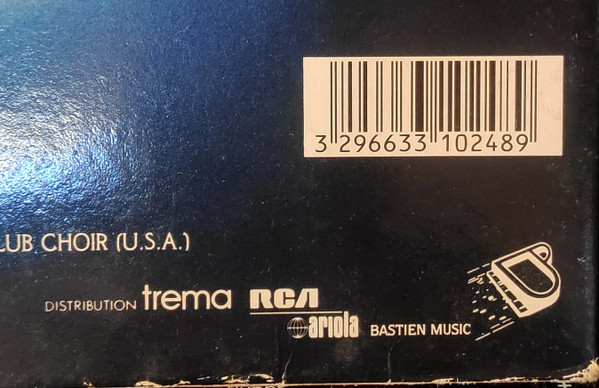 3 296633 102489
LUB CHOIR (U.S.A.)
DISTRIBUTION trema RCA
ariola BASTIEN MUSIC